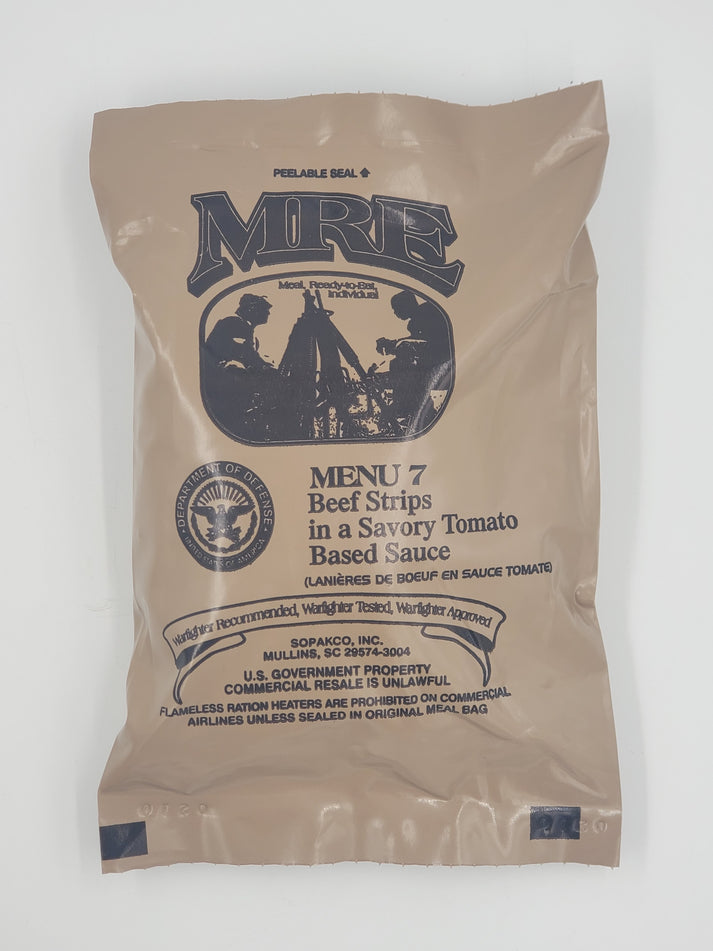 PEELABLE SEAL
MRE
Meal, Ready-to-Eat,
Individual
DEPARTMENT OF DEFENSE
UNITED STATES OF AMERICA
MENU 7
Beef Strips
in a Savory Tomato
Based Sauce
(LANIÈRES DE BOEUF EN SAUCE TOMATE)
Warfighter Recommended, Warfighter Tested, Warfighter Approved
SOPAKCO, INC.
MULLINS, SC 29574-3004
U.S. GOVERNMENT PROPERTY
COMMERCIAL RESALE IS UNLAWFUL
FLAMELESS RATION HEATERS ARE PROHIBITED ON COMMERCIAL
AIRLINES UNLESS SEALED IN ORIGINAL MEAL BAG